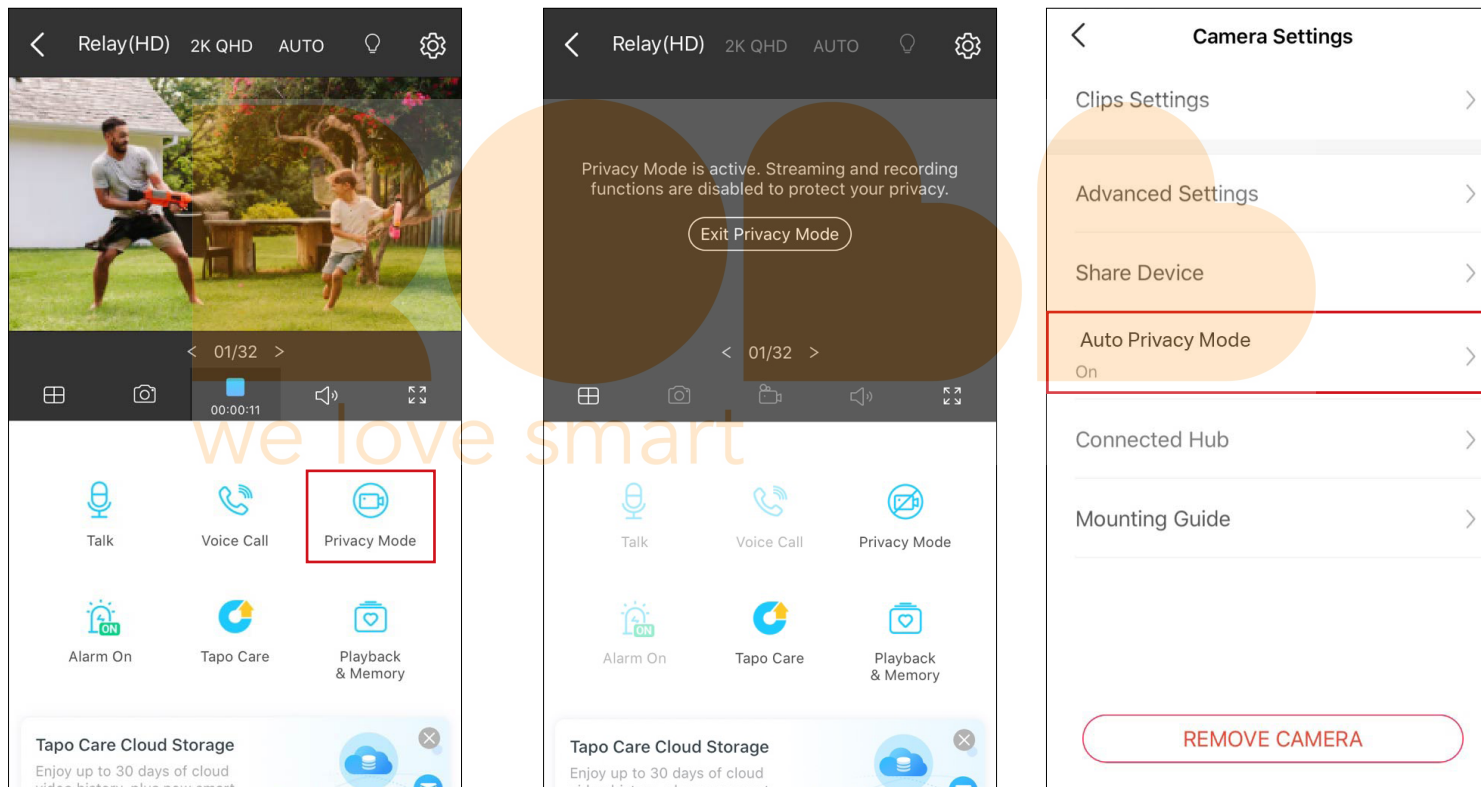 Relay(HD) 2K QHD AUTO
01/32
00:00:11
Talk Voice Call Privacy Mode
ON
Alarm On Tapo Care Playback
& Memory
Tapo Care Cloud Storage
Enjoy up to 30 days of cloud
Relay(HD) 2K QHD AUTO
Privacy Mode is active. Streaming and recording
functions are disabled to protect your privacy.
Exit Privacy Mode
01/32
Talk Voice Call Privacy Mode
ON
Alarm On Tapo Care Playback
& Memory
Tapo Care Cloud Storage
Enjoy up to 30 days of cloud
Camera Settings
Clips Settings
Advanced Settings
Share Device
Auto Privacy Mode
On
Connected Hub
Mounting Guide
REMOVE CAMERA
we love smart